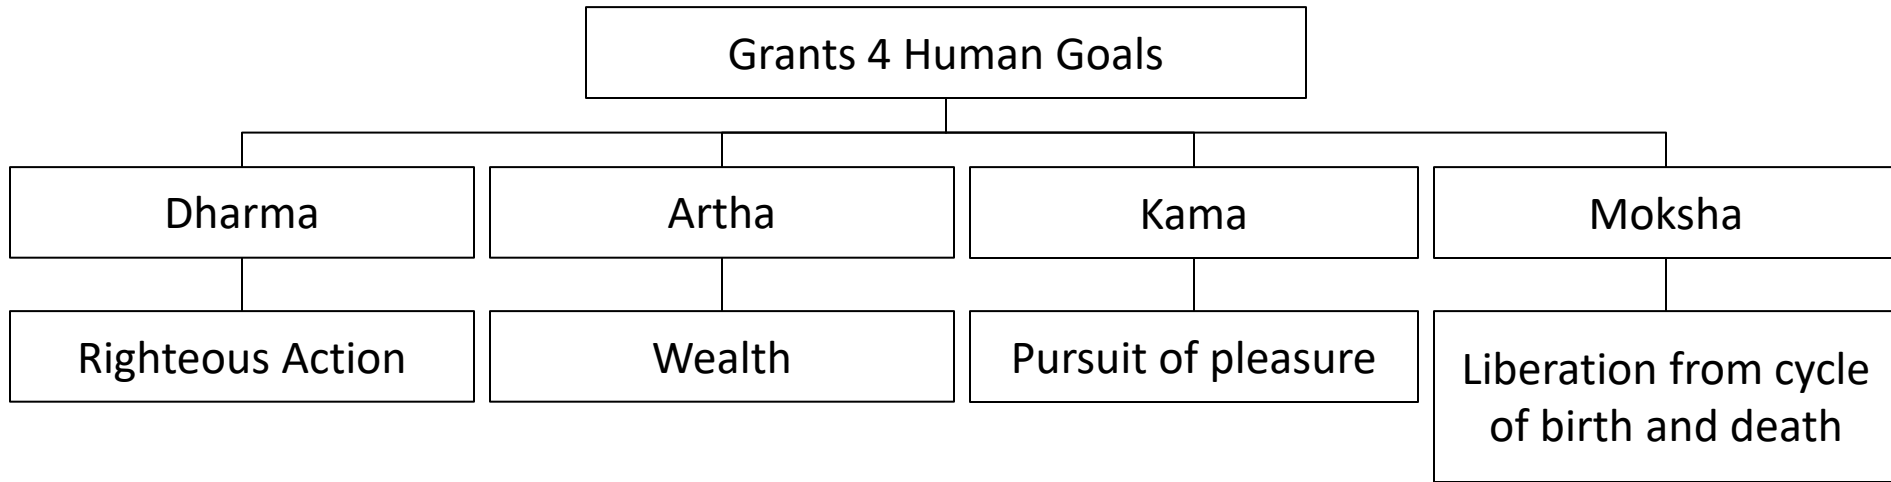 Grants 4 Human Goals
Dharma
Artha
Kama
Moksha
Righteous Action
Wealth
Pursuit of pleasure
Liberation from cycle
of birth and death